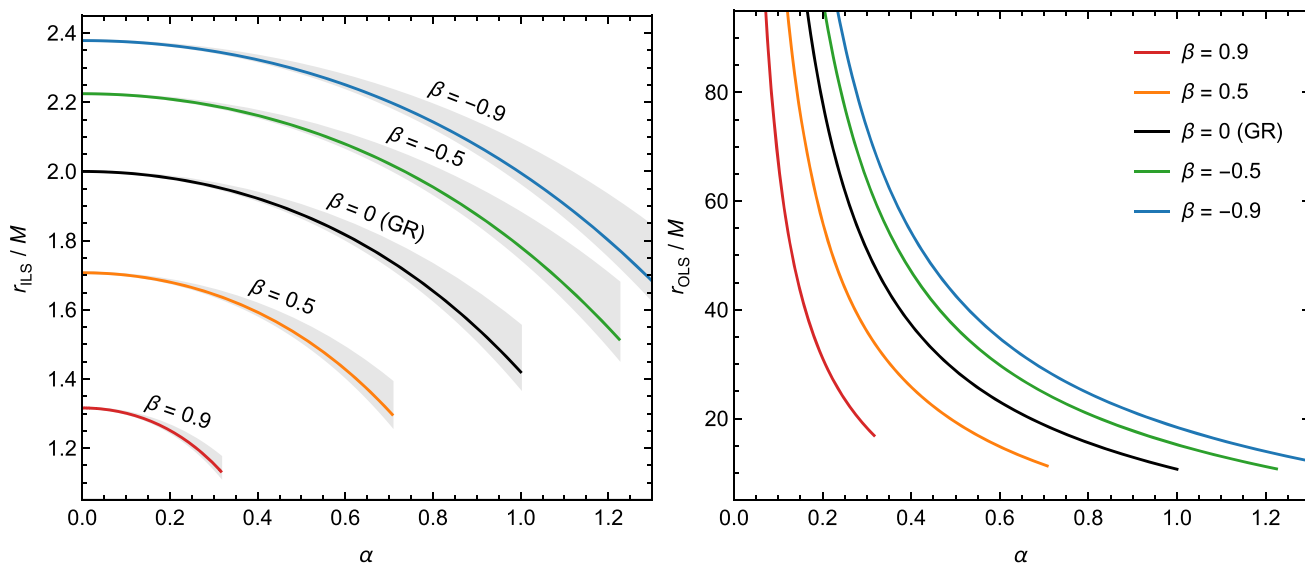 2.4
2.2
2.0
1.8
1.6
1.4
1.2
r_ILS / M
0.0 0.2 0.4 0.6 0.8 1.0 1.2
α
β = −0.9
β = −0.5
β = 0 (GR)
β = 0.5
β = 0.9
80
60
40
20
r_OLS / M
0.0 0.2 0.4 0.6 0.8 1.0 1.2
α
β = 0.9
β = 0.5
β = 0 (GR)
β = −0.5
β = −0.9